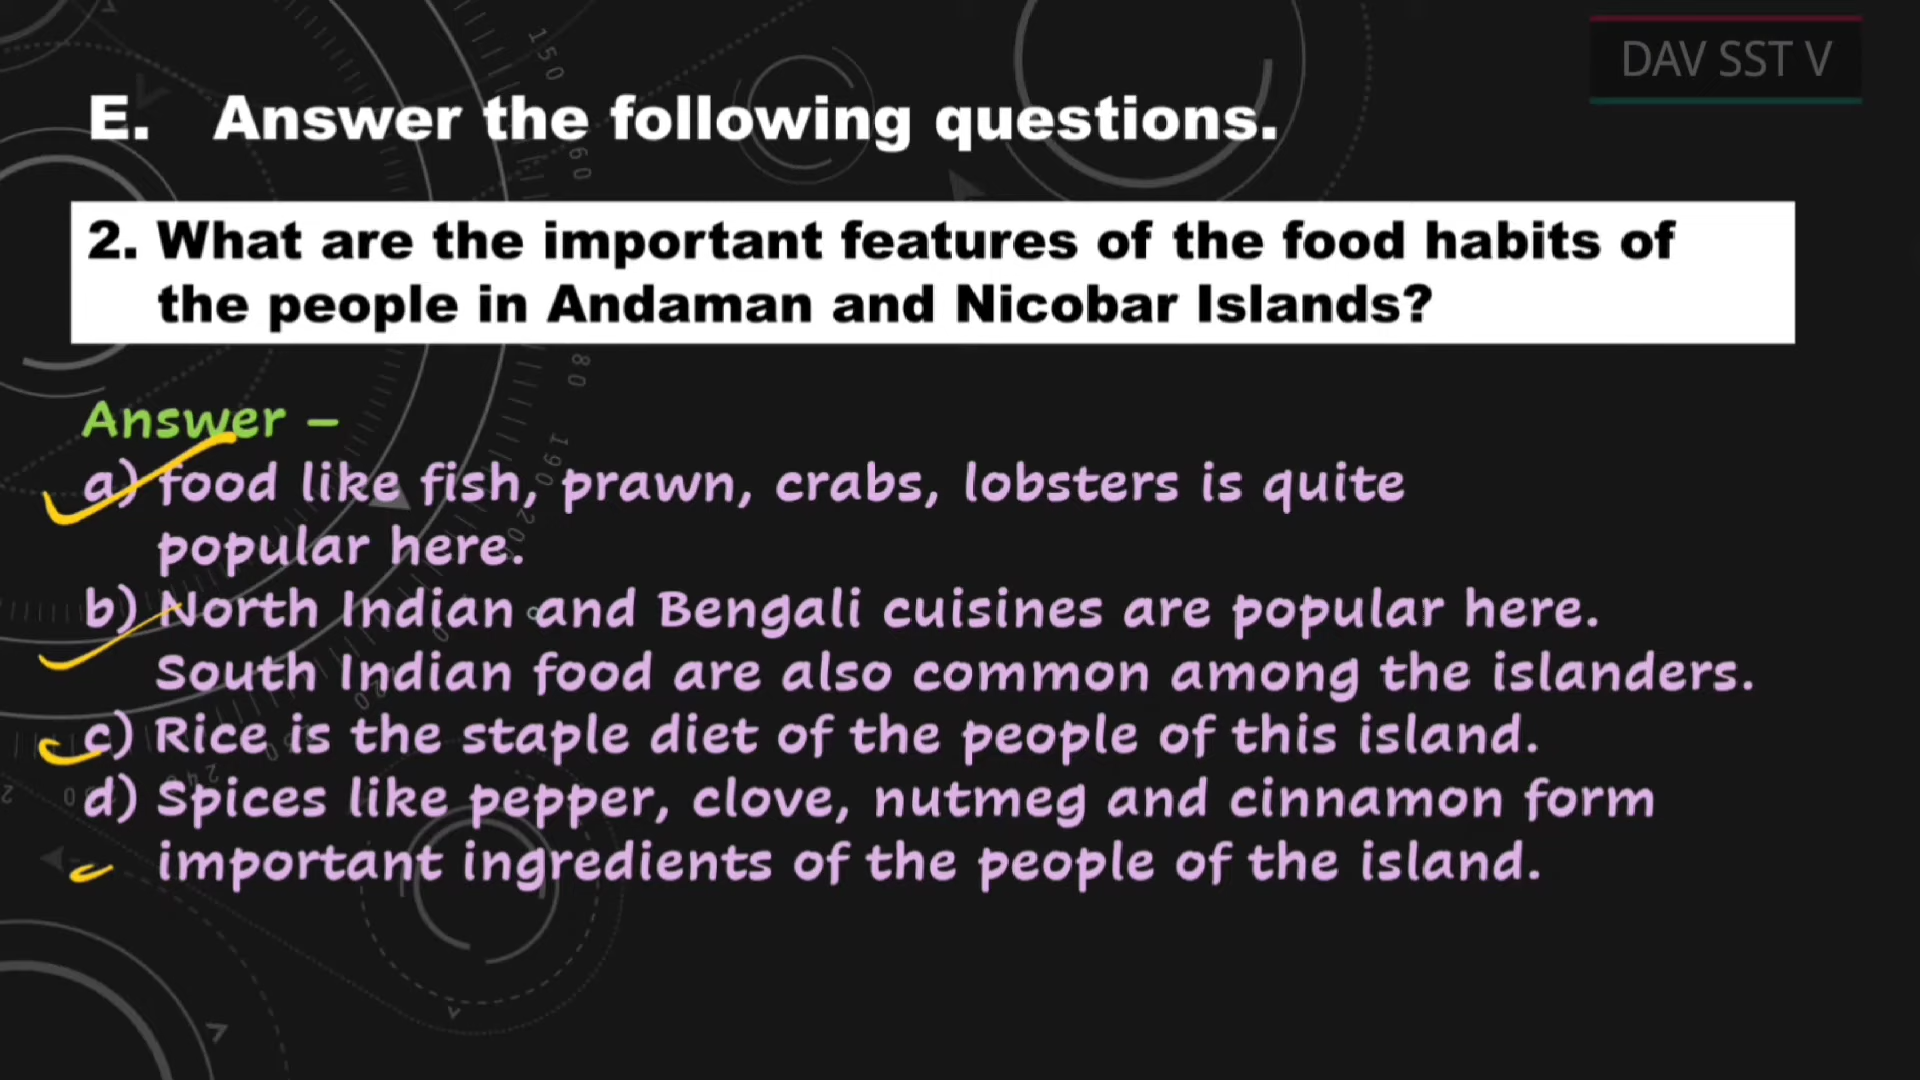 DAV SST V
E. Answer the following questions.
2. What are the important features of the food habits of
the people in Andaman and Nicobar Islands?
Answer –
a) food like fish, prawn, crabs, lobsters is quite
popular here.
b) North Indian and Bengali cuisines are popular here.
South Indian food are also common among the islanders.
c) Rice is the staple diet of the people of this island.
d) Spices like pepper, clove, nutmeg and cinnamon form
important ingredients of the people of the island.